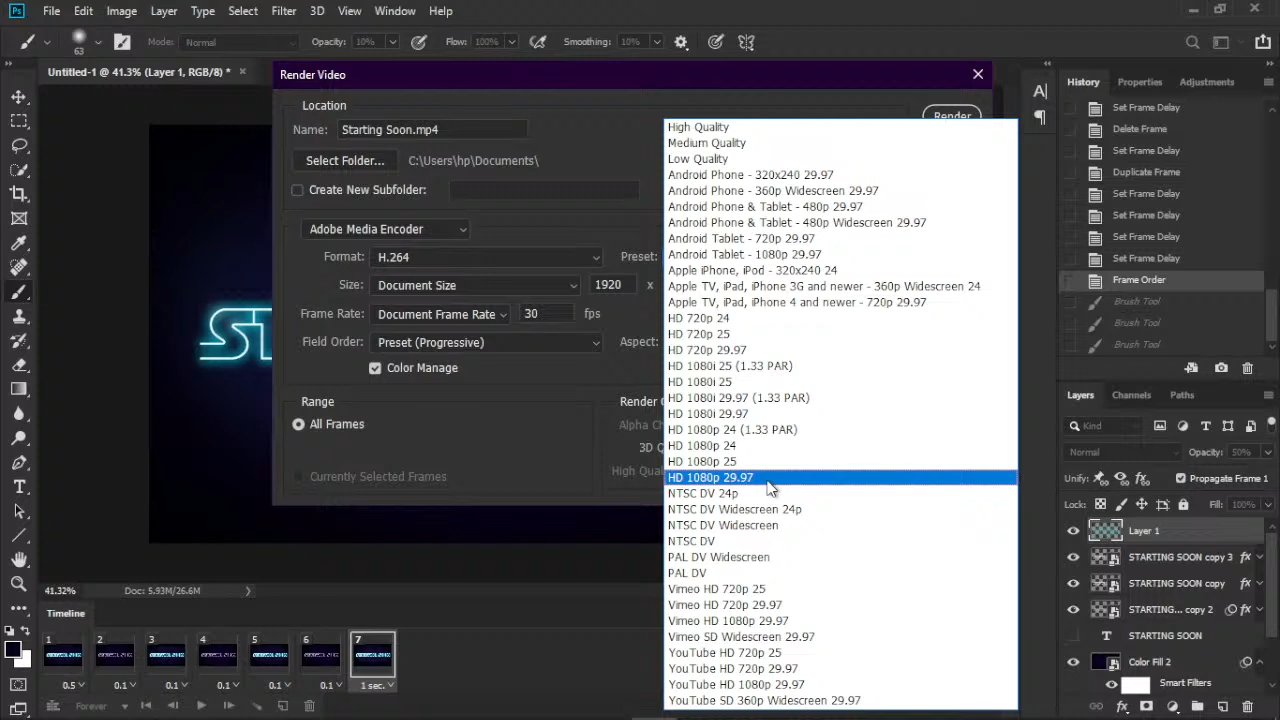 Ps File Edit Image Layer Type Select Filter 3D View Window Help
63 Mode: Normal Opacity: 10% Flow: 100% Smoothing: 10%
Untitled-1 @ 41.3% (Layer 1, RGB/8) *
Render Video
Location
Render
Name: Starting Soon.mp4
Select Folder... C:\Users\hp\Documents\
Create New Subfolder:
Adobe Media Encoder
Format: H.264 Preset:
Size: Document Size 1920 x
Frame Rate: Document Frame Rate 30 fps
Field Order: Preset (Progressive) Aspect:
Color Manage
Range
All Frames
Currently Selected Frames
Render
Alpha
3D
High Quality
High Quality
Medium Quality
Low Quality
Android Phone - 320x240 29.97
Android Phone - 360p Widescreen 29.97
Android Phone & Tablet - 480p 29.97
Android Phone & Tablet - 480p Widescreen 29.97
Android Tablet - 720p 29.97
Android Tablet - 1080p 29.97
Apple iPhone, iPod - 320x240 24
Apple TV, iPad, iPhone 3G and newer - 360p Widescreen 24
Apple TV, iPad, iPhone 4 and newer - 720p 29.97
HD 720p 24
HD 720p 25
HD 720p 29.97
HD 1080i 25 (1.33 PAR)
HD 1080i 25
HD 1080i 29.97 (1.33 PAR)
HD 1080i 29.97
HD 1080p 24 (1.33 PAR)
HD 1080p 24
HD 1080p 25
HD 1080p 29.97
NTSC DV 24p
NTSC DV Widescreen 24p
NTSC DV Widescreen
NTSC DV
PAL DV Widescreen
PAL DV
Vimeo HD 720p 25
Vimeo HD 720p 29.97
Vimeo HD 1080p 29.97
Vimeo SD Widescreen 29.97
YouTube HD 720p 25
YouTube HD 720p 29.97
YouTube HD 1080p 29.97
YouTube SD 360p Widescreen 29.97
History Properties Adjustments
Set Frame Delay
Delete Frame
Set Frame Delay
Duplicate Frame
Set Frame Delay
Set Frame Delay
Set Frame Delay
Set Frame Delay
Frame Order
Brush Tool
Brush Tool
Brush Tool
Layers Channels Paths
Kind
Normal Opacity: 50%
Unify: Propagate Frame 1
Lock: Fill: 100%
Layer 1
STARTING SOON copy 3 fx
STARTING SOON copy fx
STARTING... copy 2 fx
T STARTING SOON
Color Fill 2
Smart Filters
41.32% Doc: 5.93M/26.6M
Timeline
1 2 3 4 5 6 7
0.5 0.1 0.1 0.1 0.1 0.1 1 sec.
Forever